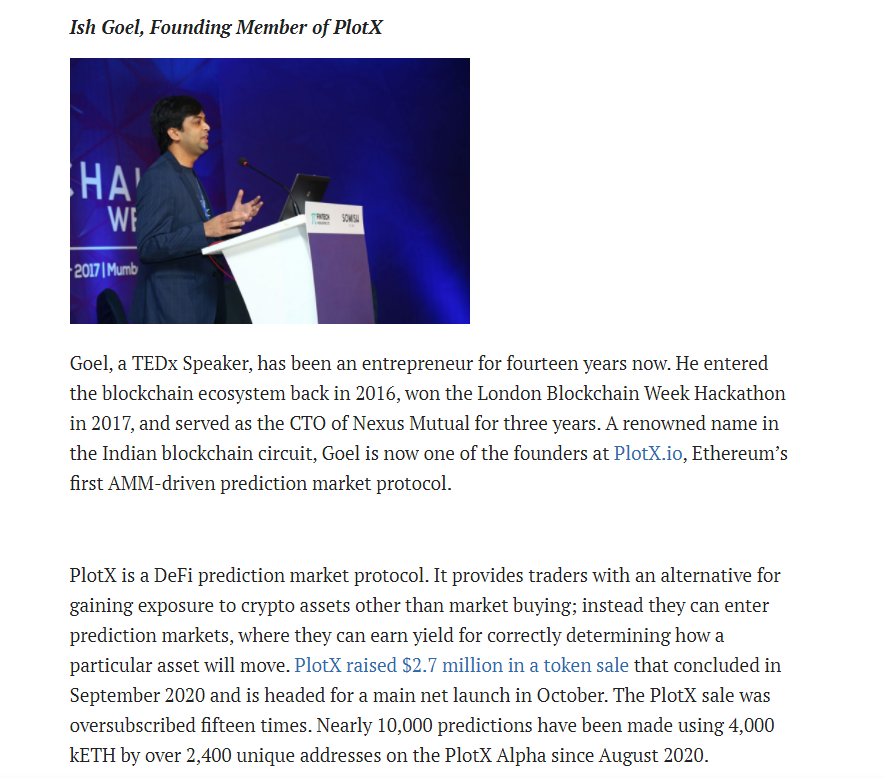 Ish Goel, Founding Member of PlotX
HAI
WE
2017 | Mumb
FINTECH
SOMISH
Goel, a TEDx Speaker, has been an entrepreneur for fourteen years now. He entered
the blockchain ecosystem back in 2016, won the London Blockchain Week Hackathon
in 2017, and served as the CTO of Nexus Mutual for three years. A renowned name in
the Indian blockchain circuit, Goel is now one of the founders at PlotX.io, Ethereum’s
first AMM-driven prediction market protocol.
PlotX is a DeFi prediction market protocol. It provides traders with an alternative for
gaining exposure to crypto assets other than market buying; instead they can enter
prediction markets, where they can earn yield for correctly determining how a
particular asset will move. PlotX raised $2.7 million in a token sale that concluded in
September 2020 and is headed for a main net launch in October. The PlotX sale was
oversubscribed fifteen times. Nearly 10,000 predictions have been made using 4,000
kETH by over 2,400 unique addresses on the PlotX Alpha since August 2020.